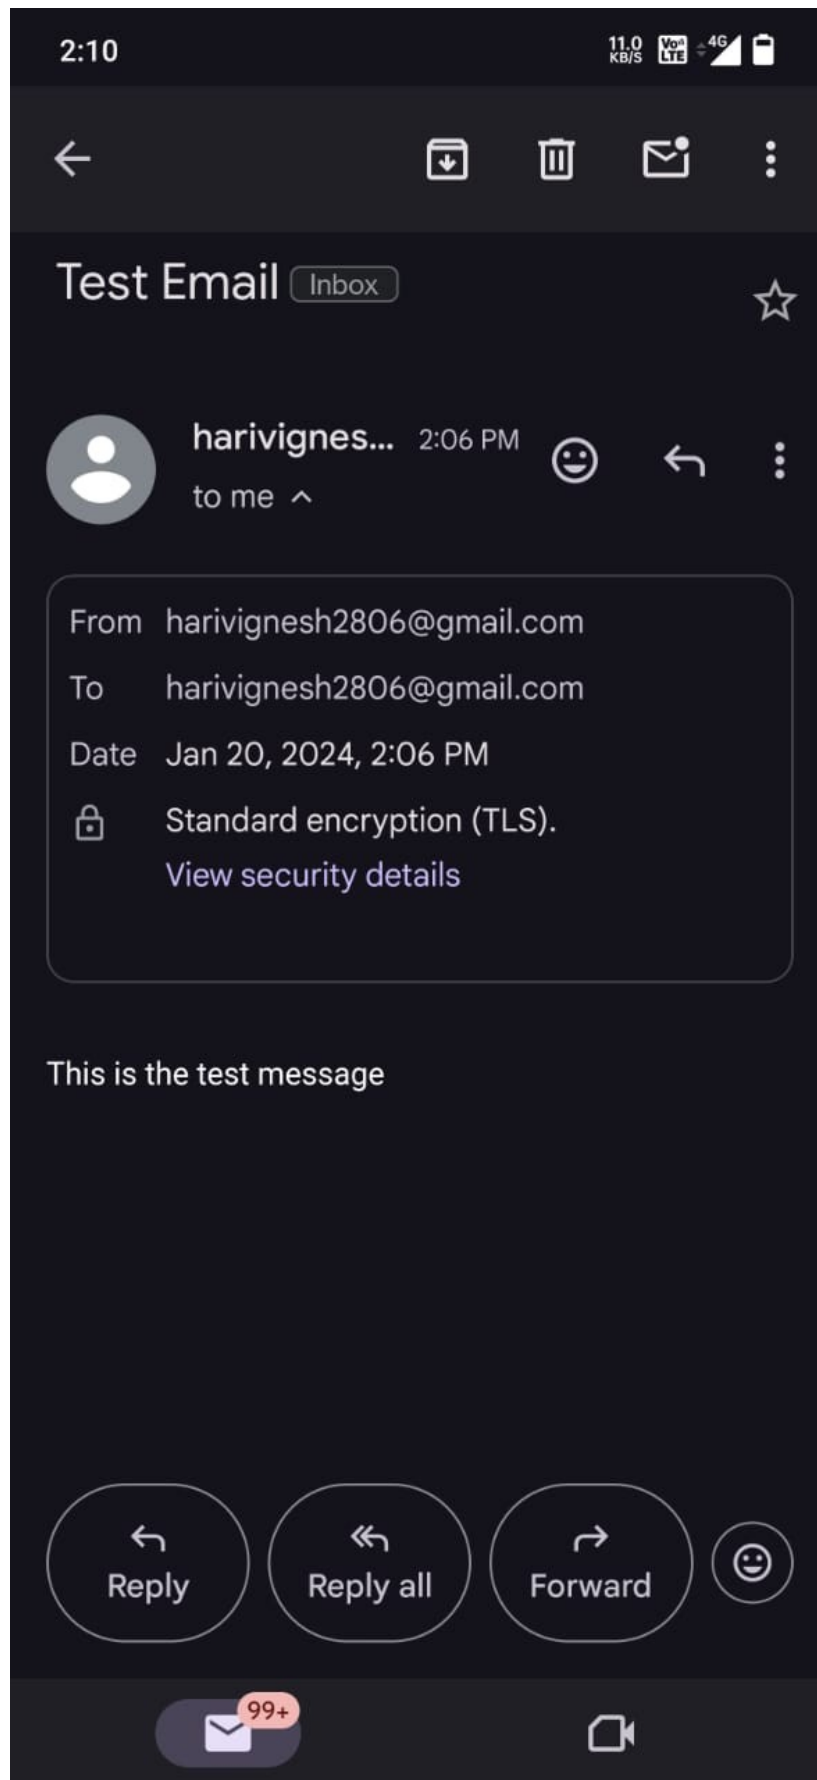 2:10
11.0
KB/S
Vo
LTE
4G
Test Email Inbox
harivignes... 2:06 PM
to me
From harivignesh2806@gmail.com
To harivignesh2806@gmail.com
Date Jan 20, 2024, 2:06 PM
Standard encryption (TLS).
View security details
This is the test message
Reply Reply all Forward
99+